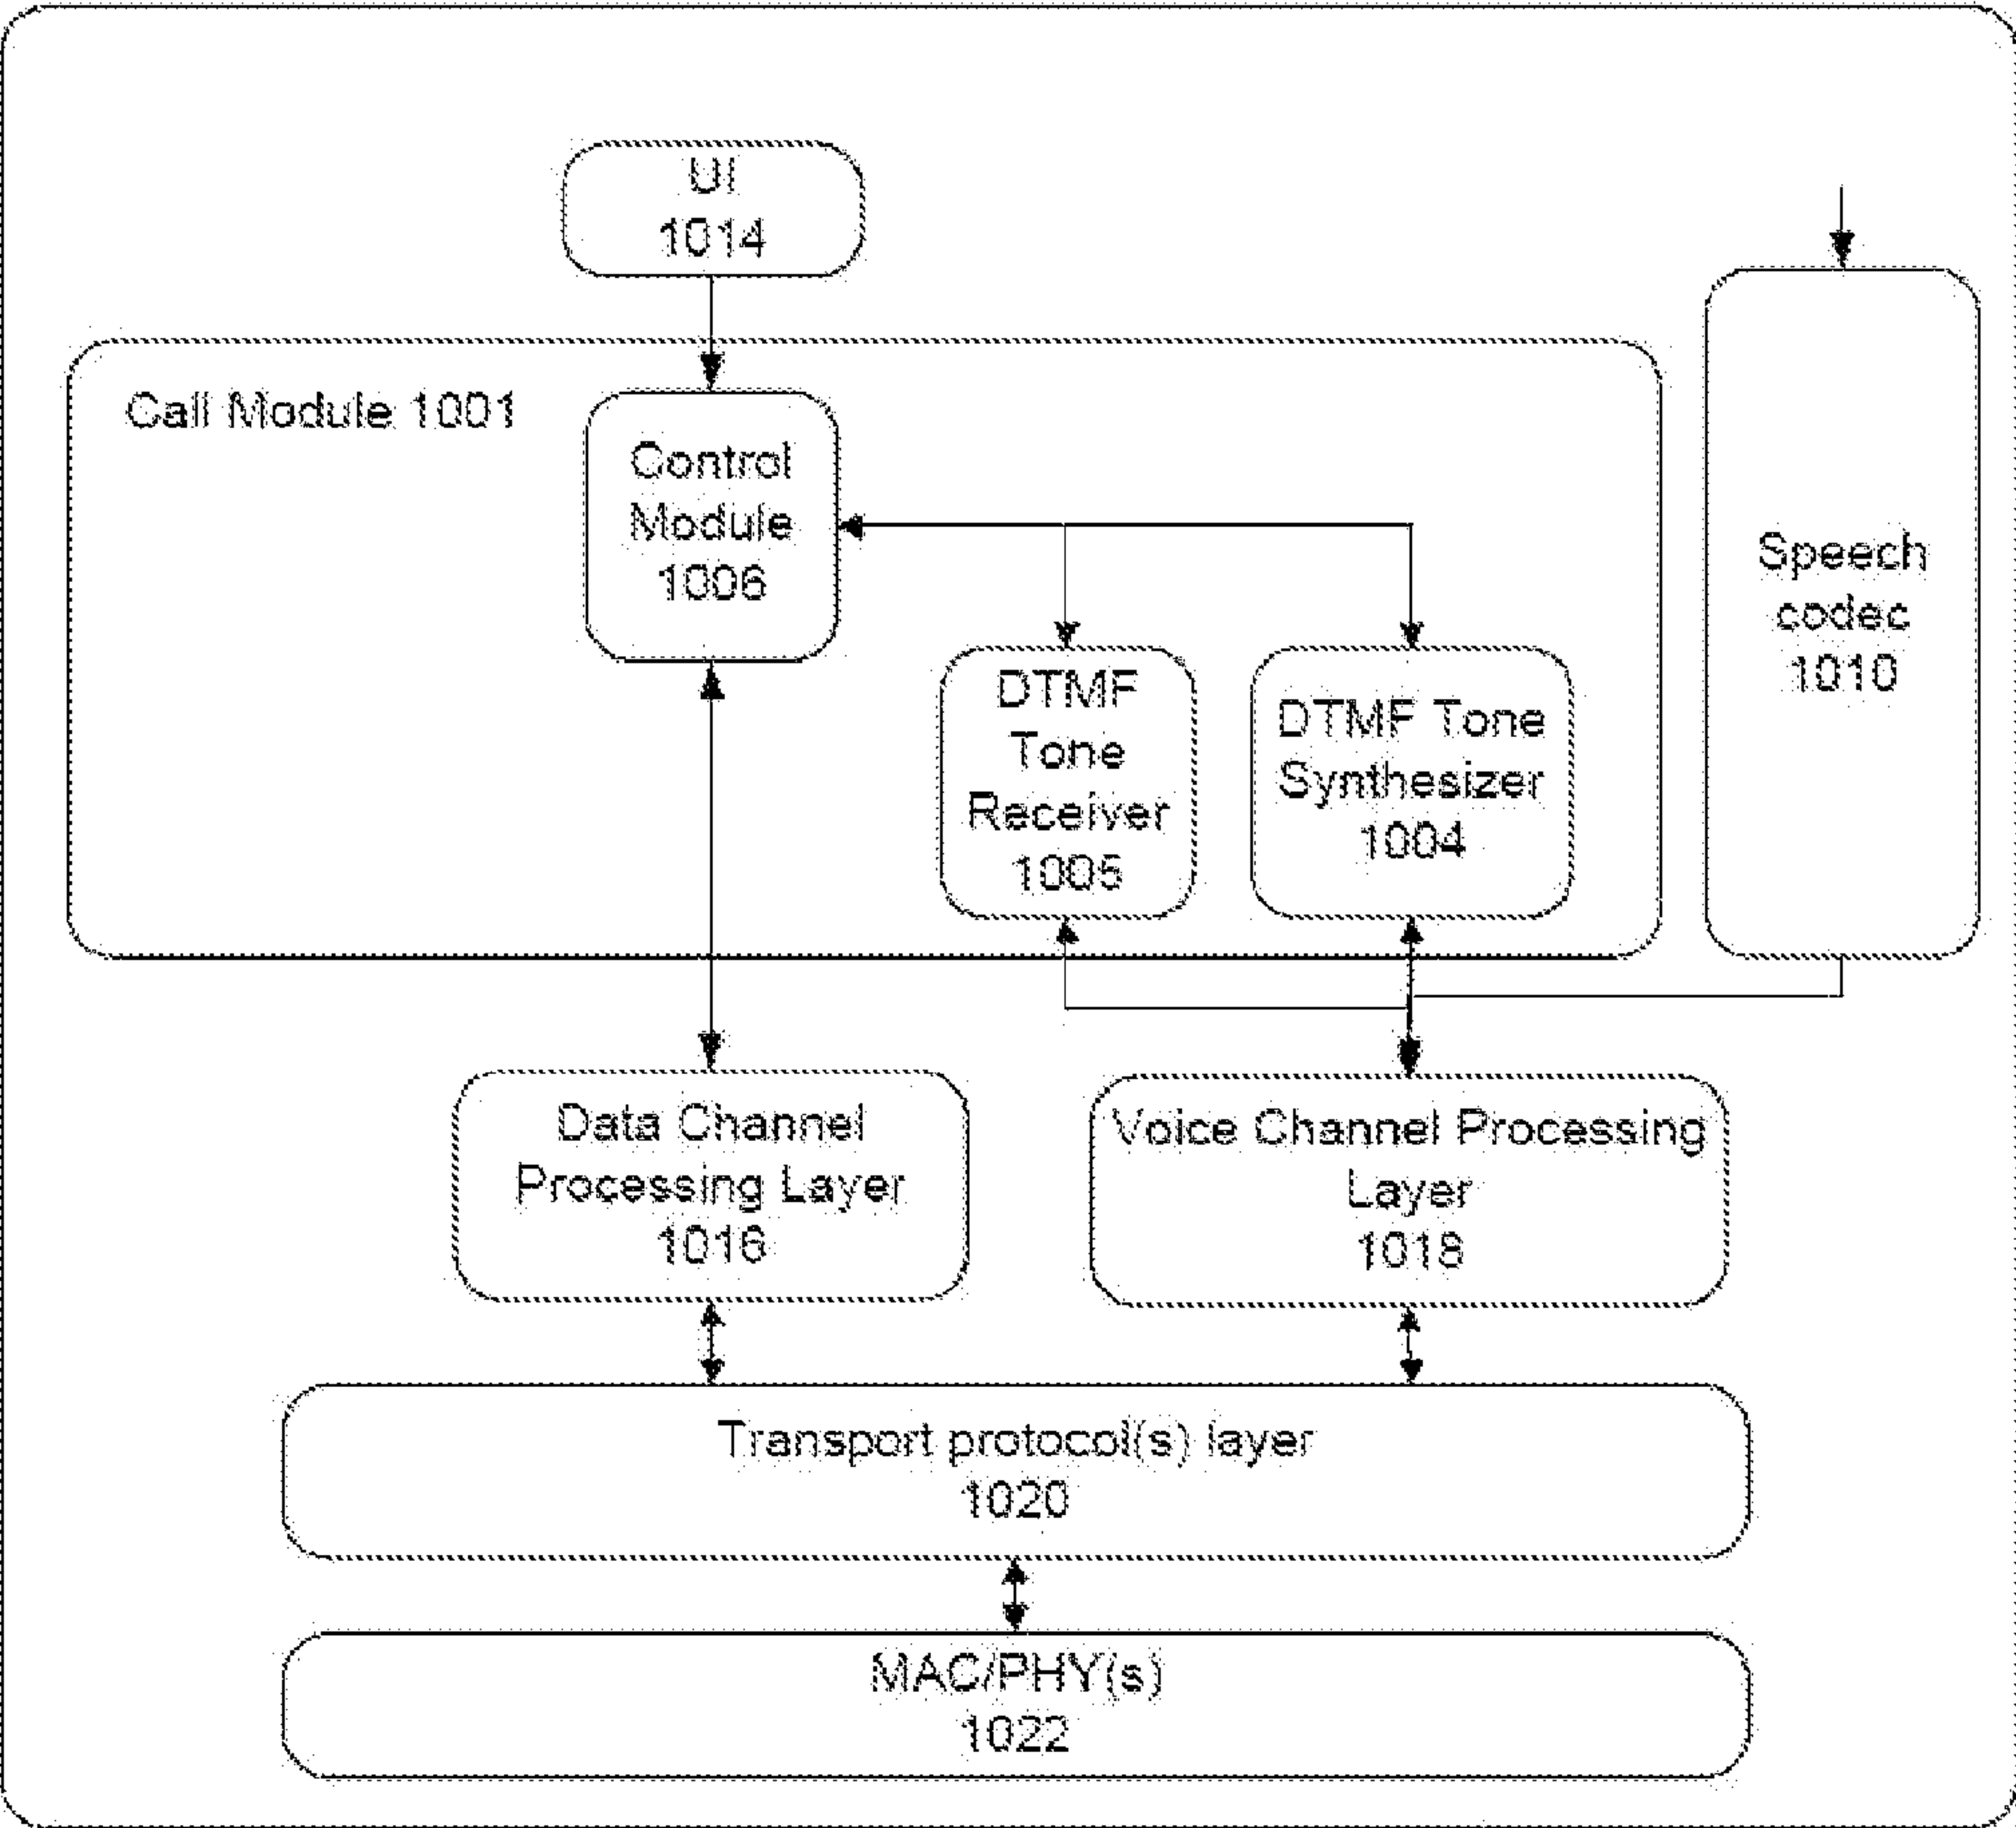 UI
1014
Call Module 1001
Control
Module
1006
Speech
codec
1010
DTMF
Tone
Receiver
1005
DTMF Tone
Synthesizer
1004
Data Channel
Processing Layer
1016
Voice Channel Processing
Layer
1018
Transport protocol(s) layer
1020
MAC/PHY(s)
1022